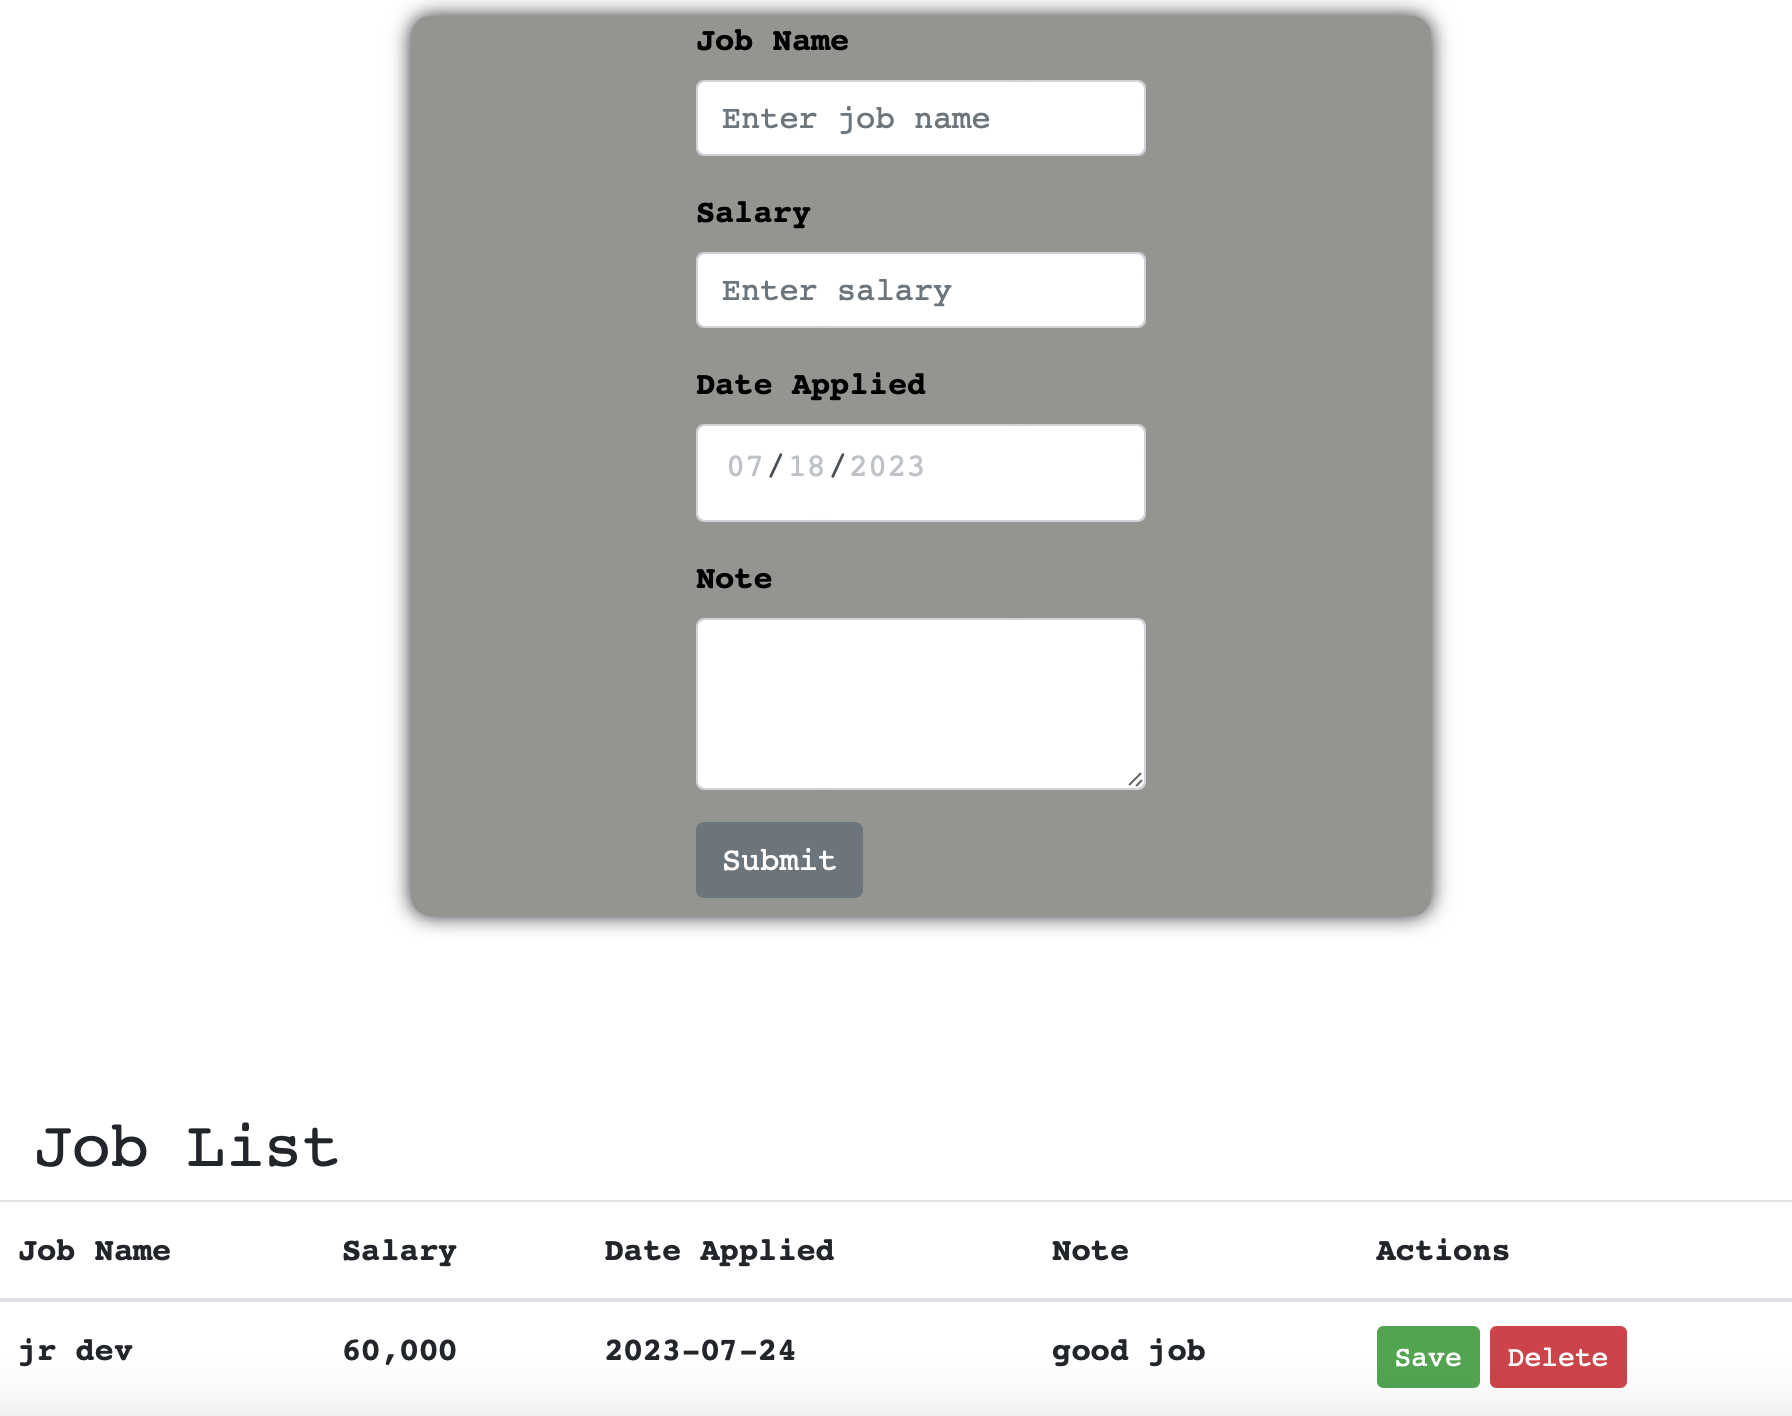 Job Name
Enter job name
Salary
Enter salary
Date Applied
07/18/2023
Note
Submit
Job List
Job Name Salary Date Applied Note Actions
jr dev 60,000 2023-07-24 good job Save Delete